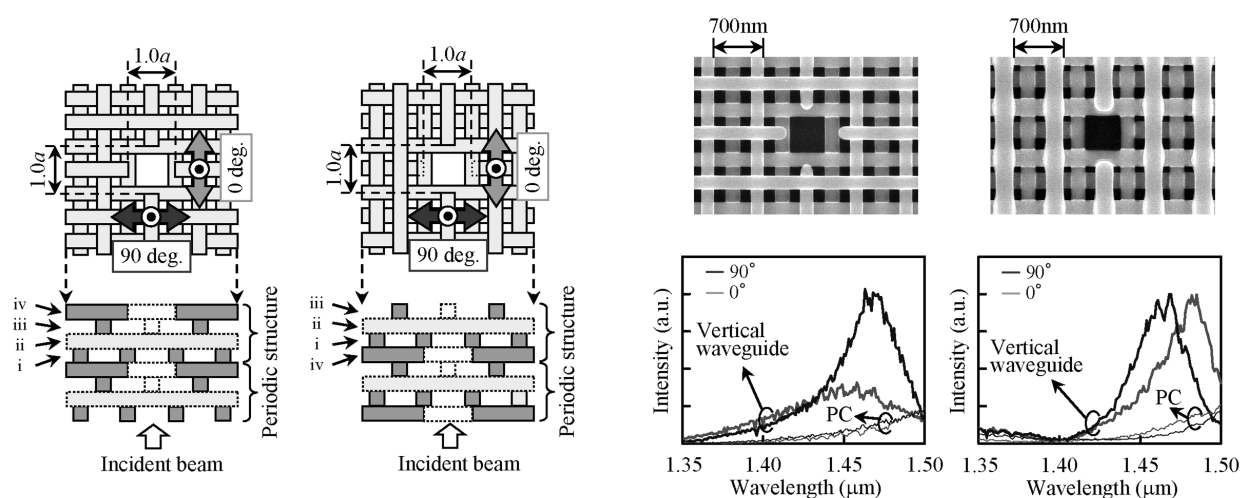 1.0a
1.0a
0 deg.
90 deg.
iv
iii
ii
i
Periodic structure
Incident beam
1.0a
1.0a
0 deg.
90 deg.
iii
ii
i
iv
Periodic structure
Incident beam
700nm
700nm
Intensity (a.u.)
90°
0°
Vertical
waveguide
PC
1.35
1.40
1.45
1.50
Wavelength (μm)
Intensity (a.u.)
90°
0°
Vertical
waveguide
PC
1.35
1.40
1.45
1.50
Wavelength (μm)